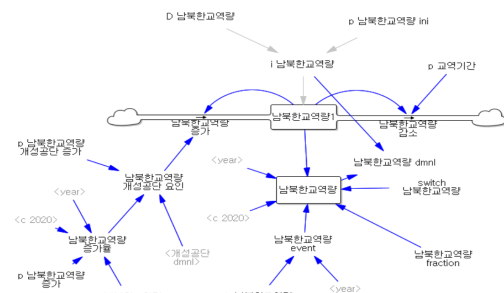 D 남북한교역량
p 남북한교역량 ini
i 남북한교역량
p 교역기간
남북한교역량
증가
남북한교역량1
남북한교역량
감소
p 남북한교역량
개성공단 증가
<year>
남북한교역량 dmnl
남북한교역량
개성공단 요인
switch
남북한교역량
<year>
남북한교역량
<c 2020>
<c 2020>
남북한교역량
증가율
<개성공단
dmnl>
남북한교역량
event
남북한교역량
fraction
p 남북한교역량
증가
<year>